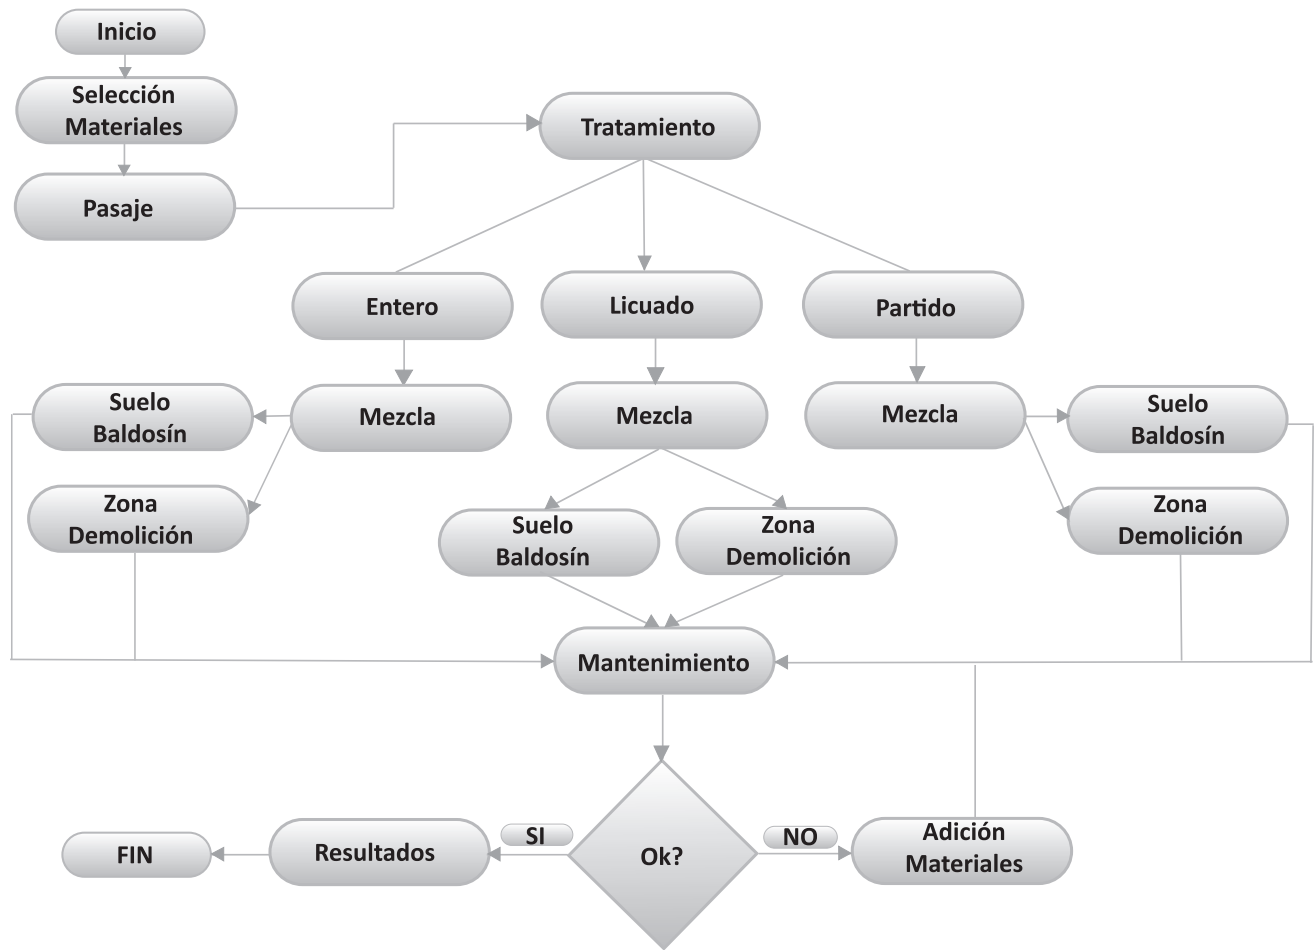 Inicio
Selección
Materiales
Pasaje
Tratamiento
Entero
Licuado
Partido
Mezcla
Mezcla
Mezcla
Suelo
Baldosín
Zona
Demolición
Suelo
Baldosín
Zona
Demolición
Suelo
Baldosín
Zona
Demolición
Mantenimiento
Ok?
SI
NO
Resultados
FIN
Adición
Materiales